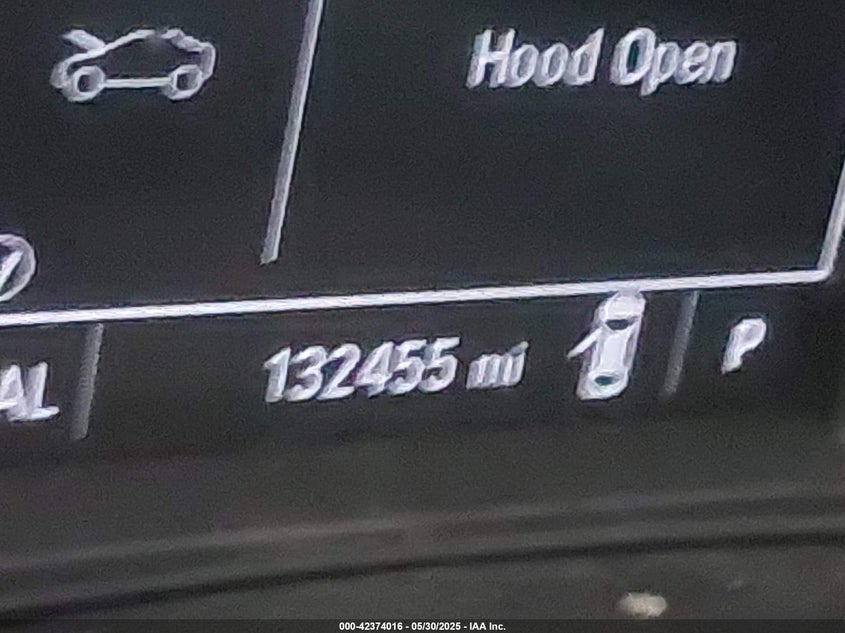 Hood Open
AL
132455 mi
P
000-42374016 - 05/30/2025 - IAA Inc.